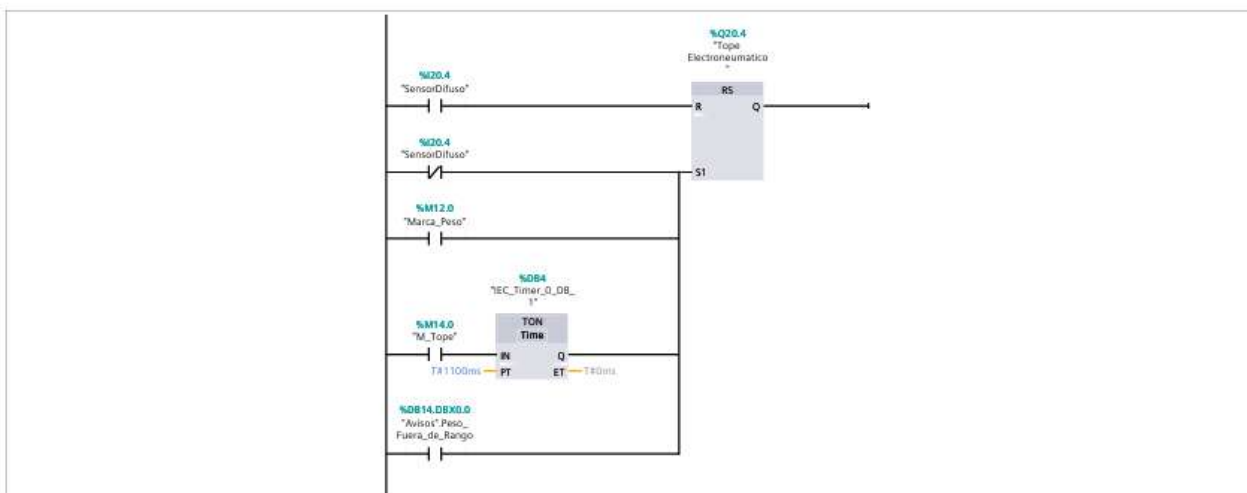 %Q20.4
"Tope
Electroneumatico
"
%I20.4
"SensorDifuso"
RS
R
Q
%I20.4
"SensorDifuso"
S1
%M12.0
"Marca_Peso"
%DB4
"IEC_Timer_0_DB_
1"
%M14.0
"M_Tope"
TON
Time
IN
Q
T#1100ms
PT
ET
T#0ms
%DB14.DBX0.0
"Avisos".Peso_
Fuera_de_Rango